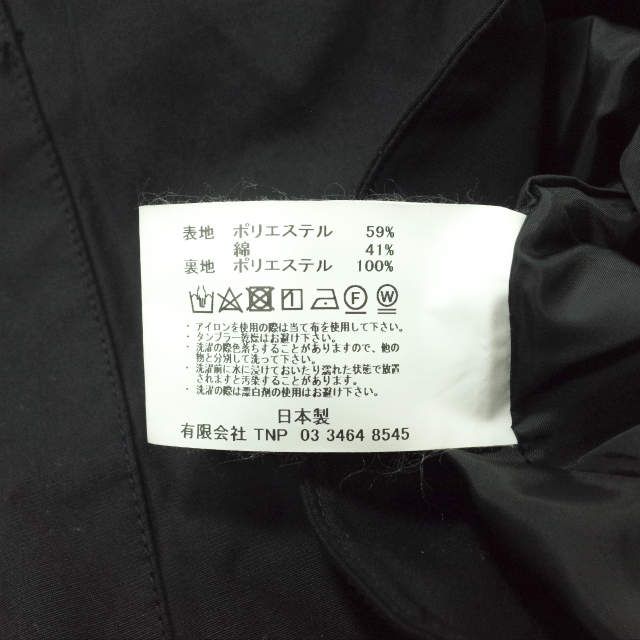 表地 ポリエステル 59%
綿 41%
裏地 ポリエステル 100%
F W
・アイロンを使用の際は当て布を使用して下さい。
・タンブラー乾燥はお避け下さい。
・洗濯の際色落ちすることがありますので、他の
物と分別して洗って下さい。
・洗濯前に水に浸けておいたり濡れた状態で放置
されますと汚染することがあります。
・洗濯の際は漂白剤の使用はお避け下さい。
日本製
有限会社 TNP 03 3464 8545